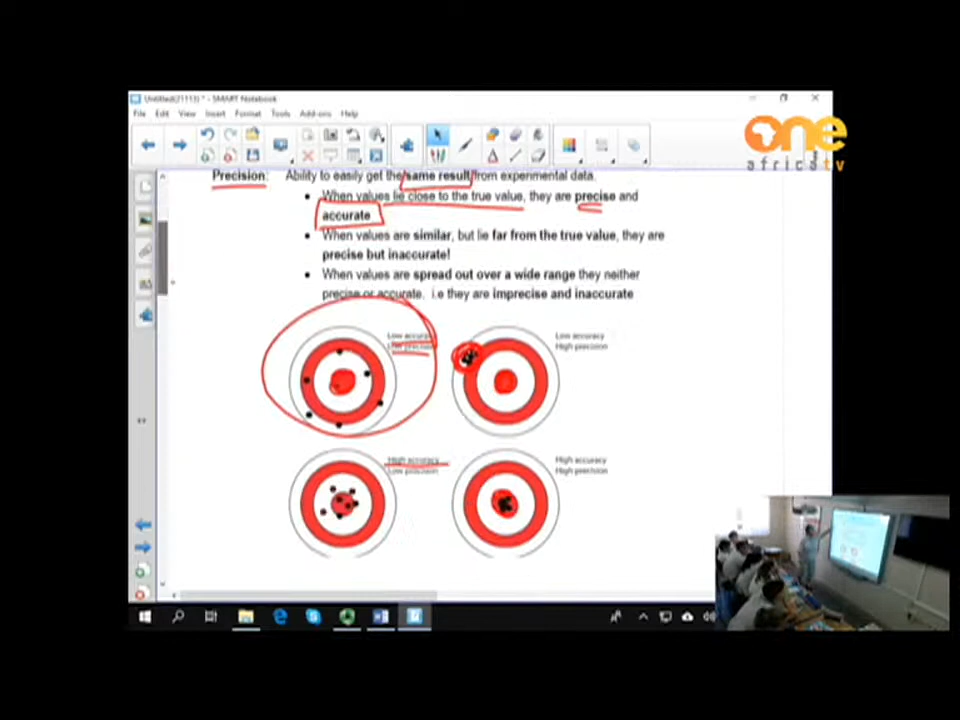 Untitled(21113) * - SMART Notebook
File Edit View Insert Format Tools Add-ons Help
one
africa tv
Precision: Ability to easily get the same result from experimental data.
• When values lie close to the true value, they are precise and
accurate
• When values are similar, but lie far from the true value, they are
precise but inaccurate!
• When values are spread out over a wide range they neither
precise or accurate. i.e they are imprecise and inaccurate
Low accuracy
Low precision
Low accuracy
High precision
High accuracy
Low precision
High accuracy
High precision